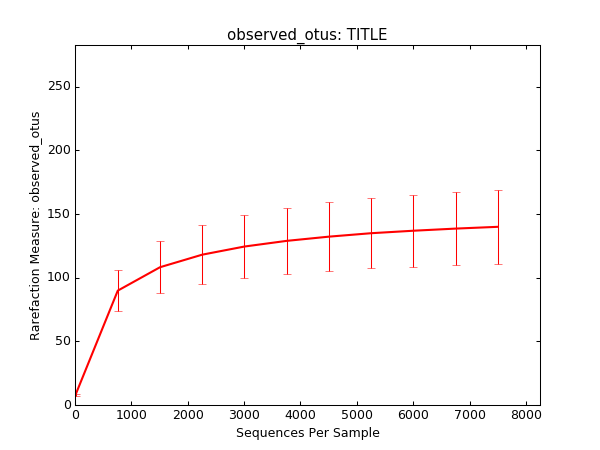 observed_otus: TITLE
Rarefaction Measure: observed_otus
250
200
150
100
50
0
0 1000 2000 3000 4000 5000 6000 7000 8000
Sequences Per Sample